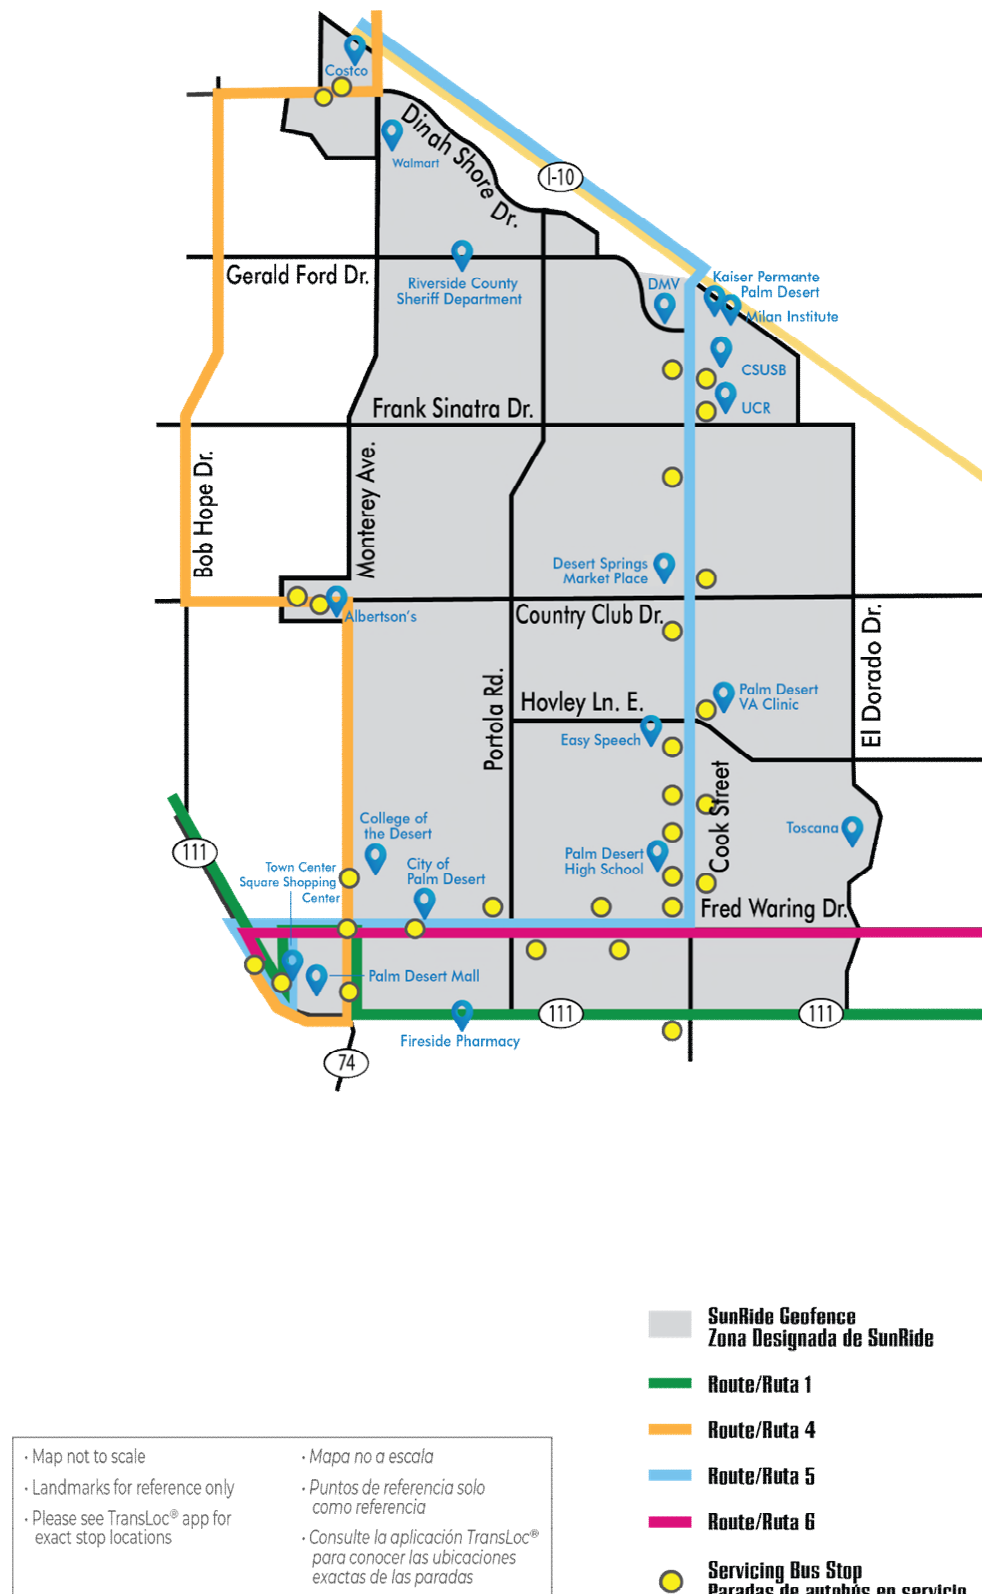 Costco
Dinah Shore Dr.
Walmart
I-10
Gerald Ford Dr.
Riverside County
Sheriff Department
DMV
Kaiser Permante
Palm Desert
Milan Institute
CSUSB
UCR
Frank Sinatra Dr.
Bob Hope Dr.
Monterey Ave.
Desert Springs
Market Place
Albertson's
Country Club Dr.
El Dorado Dr.
Portola Rd.
Hovley Ln. E.
Palm Desert
VA Clinic
Easy Speech
Cook Street
College of
the Desert
Toscana
111
Town Center
Square Shopping
Center
City of
Palm Desert
Palm Desert
High School
Fred Waring Dr.
Palm Desert Mall
111
111
Fireside Pharmacy
74
SunRide Geofence
Zona Designada de SunRide
Route/Ruta 1
Route/Ruta 4
Route/Ruta 5
Route/Ruta 6
Servicing Bus Stop
Paradas de autobús en servicio
· Map not to scale
· Landmarks for reference only
· Please see TransLoc® app for
exact stop locations
· Mapa no a escala
· Puntos de referencia solo
como referencia
· Consulte la aplicación TransLoc®
para conocer las ubicaciones
exactas de las paradas